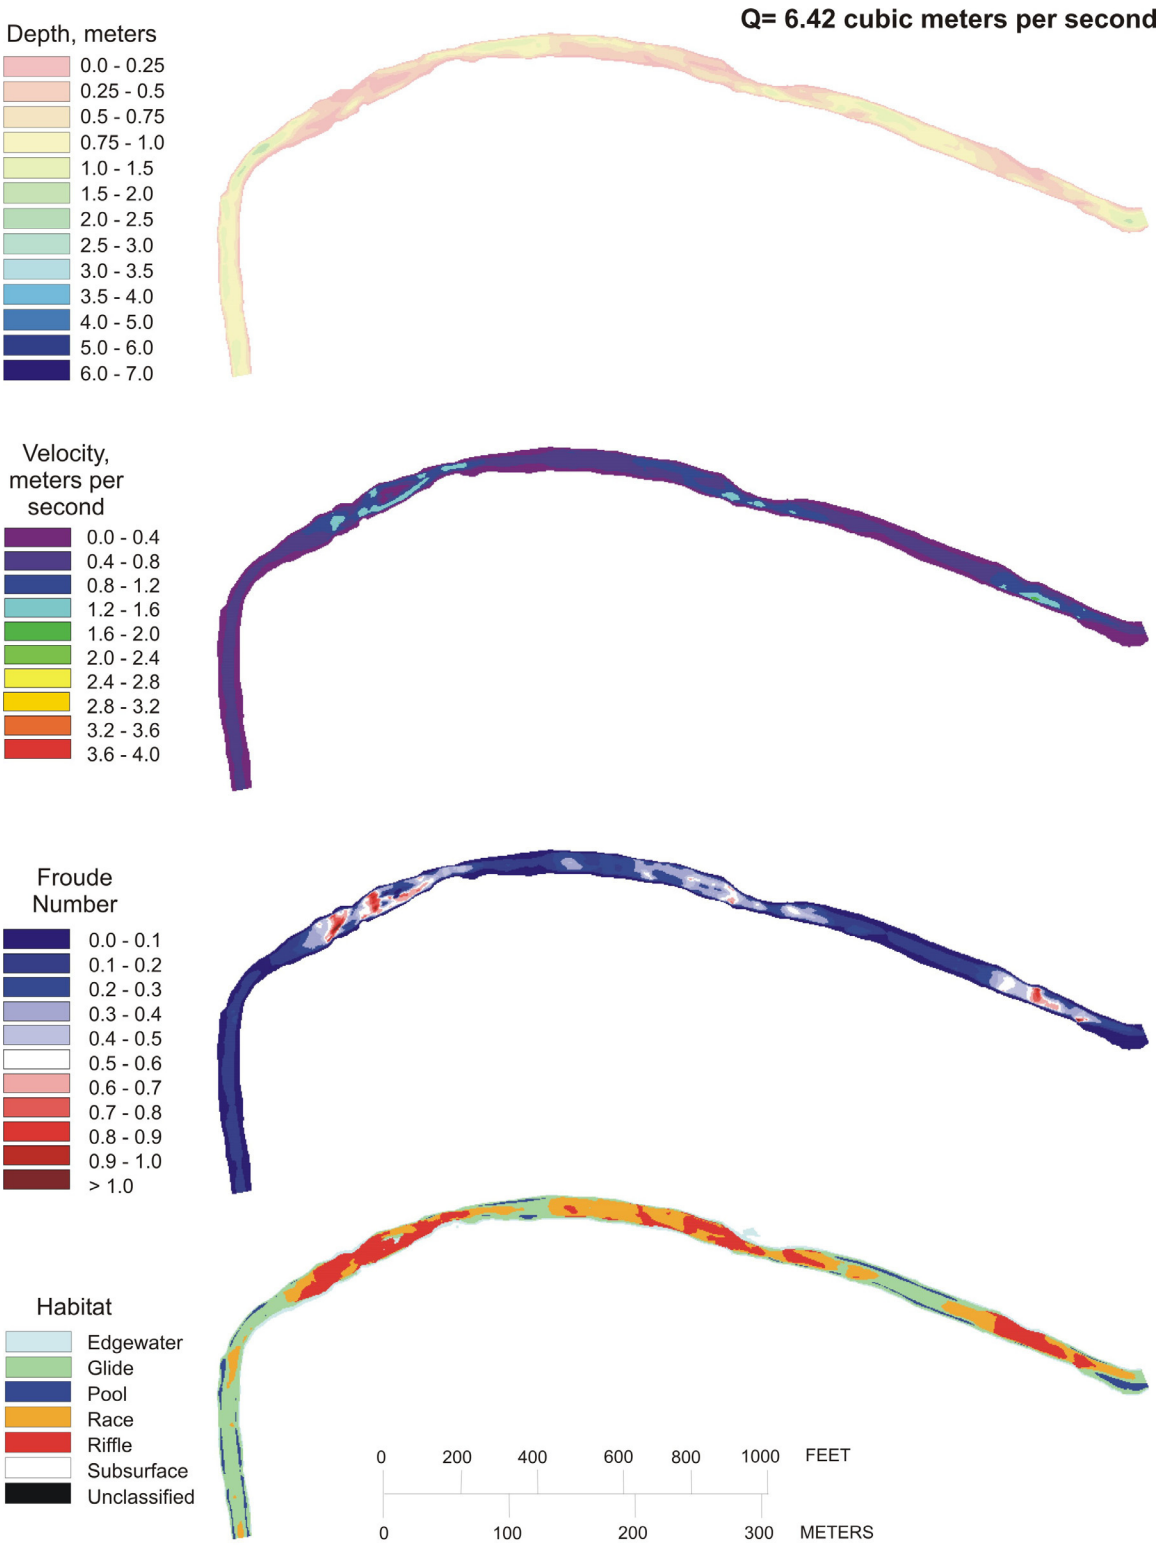 Q= 6.42 cubic meters per second
Depth, meters
0.0 - 0.25
0.25 - 0.5
0.5 - 0.75
0.75 - 1.0
1.0 - 1.5
1.5 - 2.0
2.0 - 2.5
2.5 - 3.0
3.0 - 3.5
3.5 - 4.0
4.0 - 5.0
5.0 - 6.0
6.0 - 7.0
Velocity,
meters per
second
0.0 - 0.4
0.4 - 0.8
0.8 - 1.2
1.2 - 1.6
1.6 - 2.0
2.0 - 2.4
2.4 - 2.8
2.8 - 3.2
3.2 - 3.6
3.6 - 4.0
Froude
Number
0.0 - 0.1
0.1 - 0.2
0.2 - 0.3
0.3 - 0.4
0.4 - 0.5
0.5 - 0.6
0.6 - 0.7
0.7 - 0.8
0.8 - 0.9
0.9 - 1.0
> 1.0
Habitat
Edgewater
Glide
Pool
Race
Riffle
Subsurface
Unclassified
0 200 400 600 800 1000 FEET
0 100 200 300 METERS